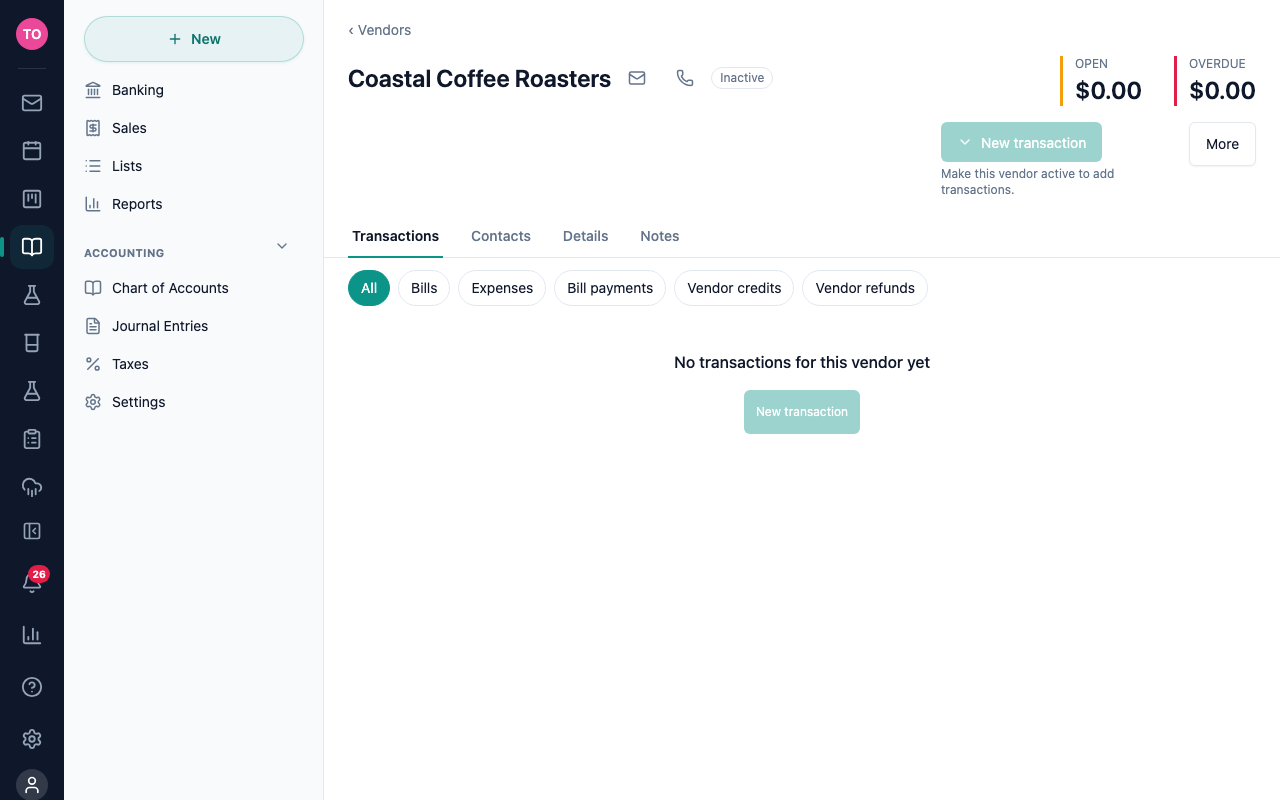 TO
26
New
Banking
Sales
Lists
Reports
ACCOUNTING
Chart of Accounts
Journal Entries
Taxes
Settings
‹ Vendors
Coastal Coffee Roasters
Inactive
OPEN
$0.00
OVERDUE
$0.00
New transaction
Make this vendor active to add
transactions.
More
Transactions
Contacts
Details
Notes
All
Bills
Expenses
Bill payments
Vendor credits
Vendor refunds
No transactions for this vendor yet
New transaction